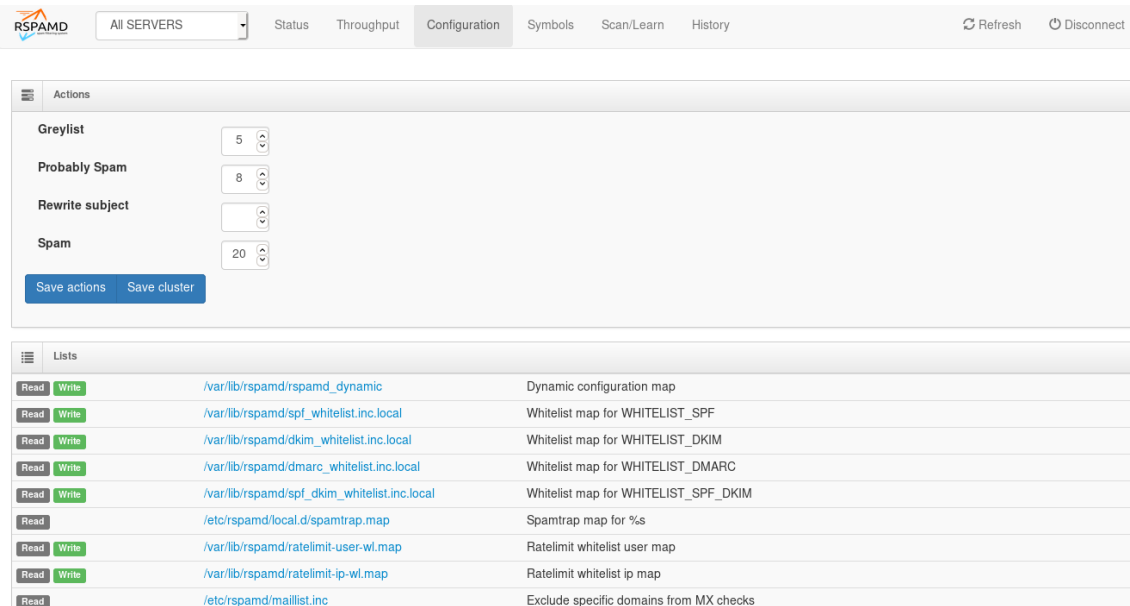 RSPAMD All SERVERS Status Throughput Configuration Symbols Scan/Learn History Refresh Disconnect
Actions
Greylist 5
Probably Spam 8
Rewrite subject
Spam 20
Save actions Save cluster
Lists
Read Write /var/lib/rspamd/rspamd_dynamic Dynamic configuration map
Read Write /var/lib/rspamd/spf_whitelist.inc.local Whitelist map for WHITELIST_SPF
Read Write /var/lib/rspamd/dkim_whitelist.inc.local Whitelist map for WHITELIST_DKIM
Read Write /var/lib/rspamd/dmarc_whitelist.inc.local Whitelist map for WHITELIST_DMARC
Read Write /var/lib/rspamd/spf_dkim_whitelist.inc.local Whitelist map for WHITELIST_SPF_DKIM
Read /etc/rspamd/local.d/spamtrap.map Spamtrap map for %s
Read Write /var/lib/rspamd/ratelimit-user-wl.map Ratelimit whitelist user map
Read Write /var/lib/rspamd/ratelimit-ip-wl.map Ratelimit whitelist ip map
Read /etc/rspamd/maillist.inc Exclude specific domains from MX checks